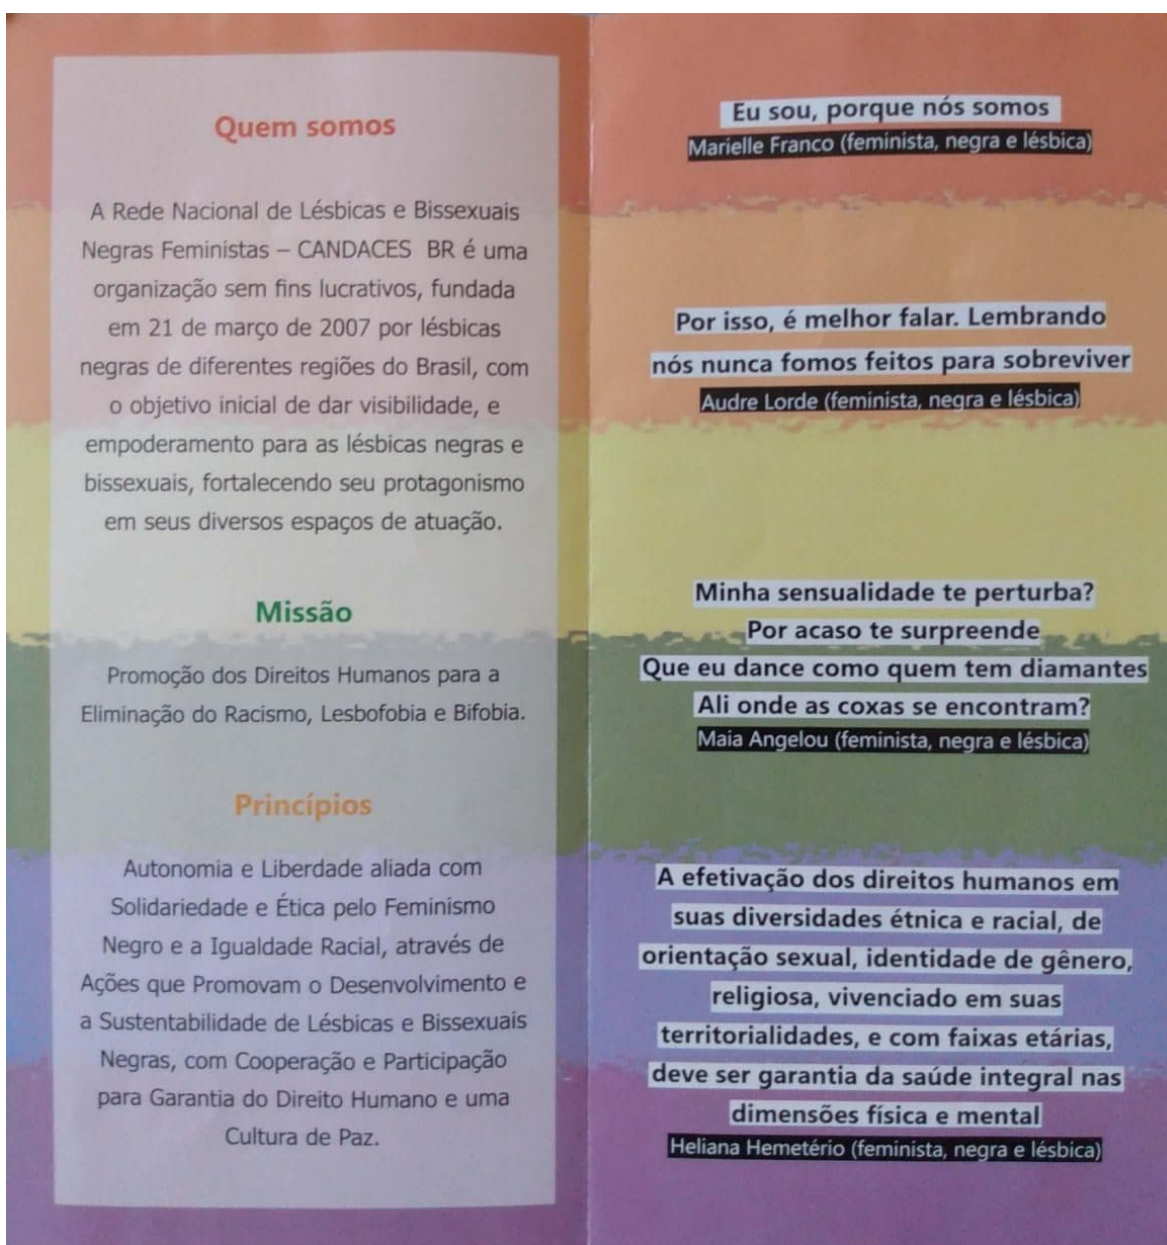 Quem somos
A Rede Nacional de Lésbicas e Bissexuais
Negras Feministas – CANDACES BR é uma
organização sem fins lucrativos, fundada
em 21 de março de 2007 por lésbicas
negras de diferentes regiões do Brasil, com
o objetivo inicial de dar visibilidade, e
empoderamento para as lésbicas negras e
bissexuais, fortalecendo seu protagonismo
em seus diversos espaços de atuação.
Missão
Promoção dos Direitos Humanos para a
Eliminação do Racismo, Lesbofobia e Bifobia.
Princípios
Autonomia e Liberdade aliada com
Solidariedade e Ética pelo Feminismo
Negro e a Igualdade Racial, através de
Ações que Promovam o Desenvolvimento e
a Sustentabilidade de Lésbicas e Bissexuais
Negras, com Cooperação e Participação
para Garantia do Direito Humano e uma
Cultura de Paz.
Eu sou, porque nós somos
Marielle Franco (feminista, negra e lésbica)
Por isso, é melhor falar. Lembrando
nós nunca fomos feitos para sobreviver
Audre Lorde (feminista, negra e lésbica)
Minha sensualidade te perturba?
Por acaso te surpreende
Que eu dance como quem tem diamantes
Ali onde as coxas se encontram?
Maia Angelou (feminista, negra e lésbica)
A efetivação dos direitos humanos em
suas diversidades étnica e racial, de
orientação sexual, identidade de gênero,
religiosa, vivenciado em suas
territorialidades, e com faixas etárias,
deve ser garantia da saúde integral nas
dimensões física e mental
Heliana Hemetério (feminista, negra e lésbica)